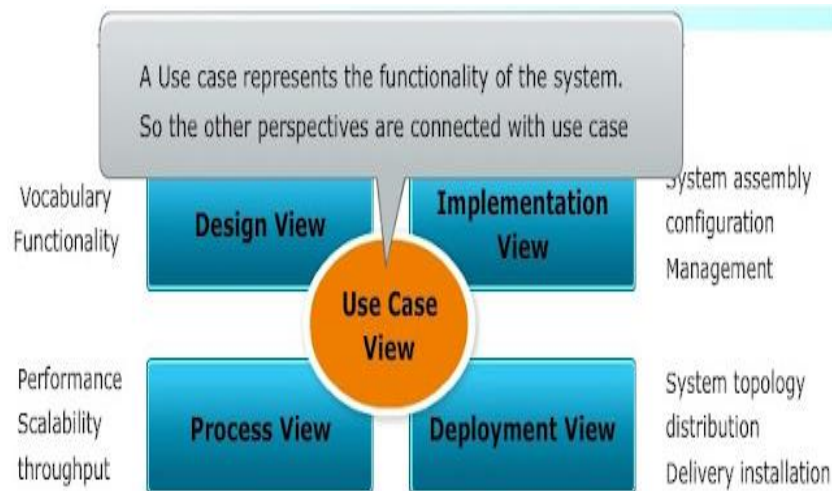 A Use case represents the functionality of the system.
So the other perspectives are connected with use case
Vocabulary
Functionality
Design View
Implementation
View
System assembly
configuration
Management
Use Case
View
Performance
Scalability
throughput
Process View
Deployment View
System topology
distribution
Delivery installation